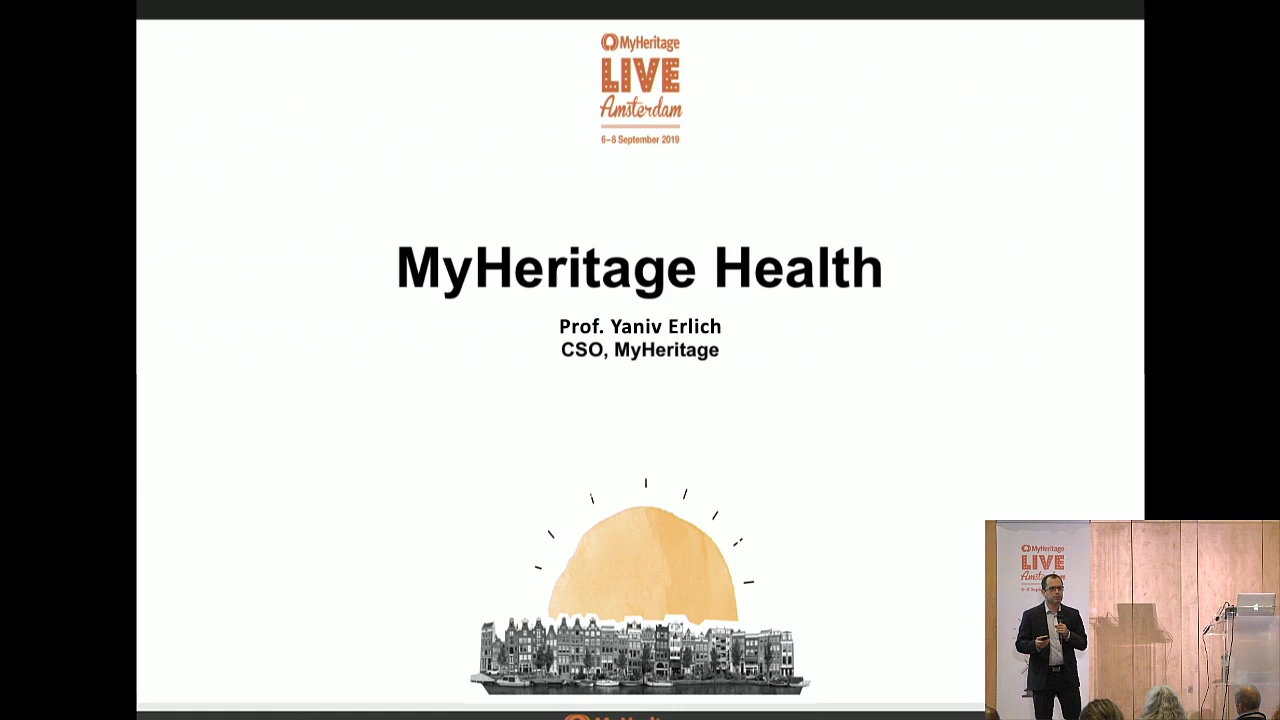 MyHeritage
LIVE
Amsterdam
6–8 September 2019
MyHeritage Health
Prof. Yaniv Erlich
CSO, MyHeritage
MyHeritage
LIVE
Amsterdam